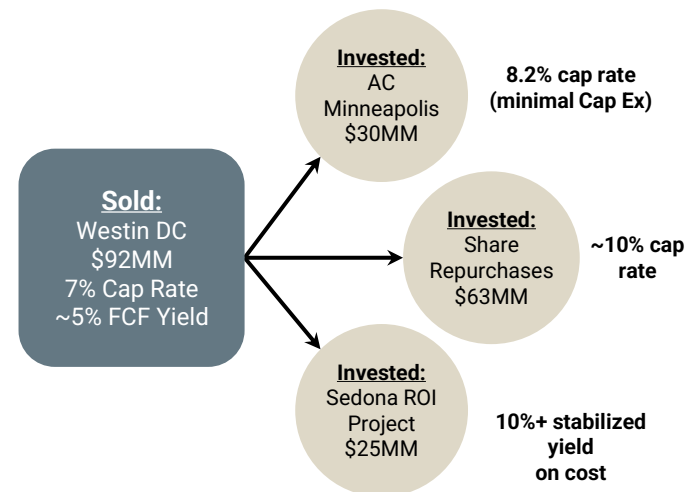 Invested:
AC
Minneapolis
$30MM
8.2% cap rate
(minimal Cap Ex)
Sold:
Westin DC
$92MM
7% Cap Rate
~5% FCF Yield
Invested:
Share
Repurchases
$63MM
~10% cap
rate
Invested:
Sedona ROI
Project
$25MM
10%+ stabilized
yield
on cost